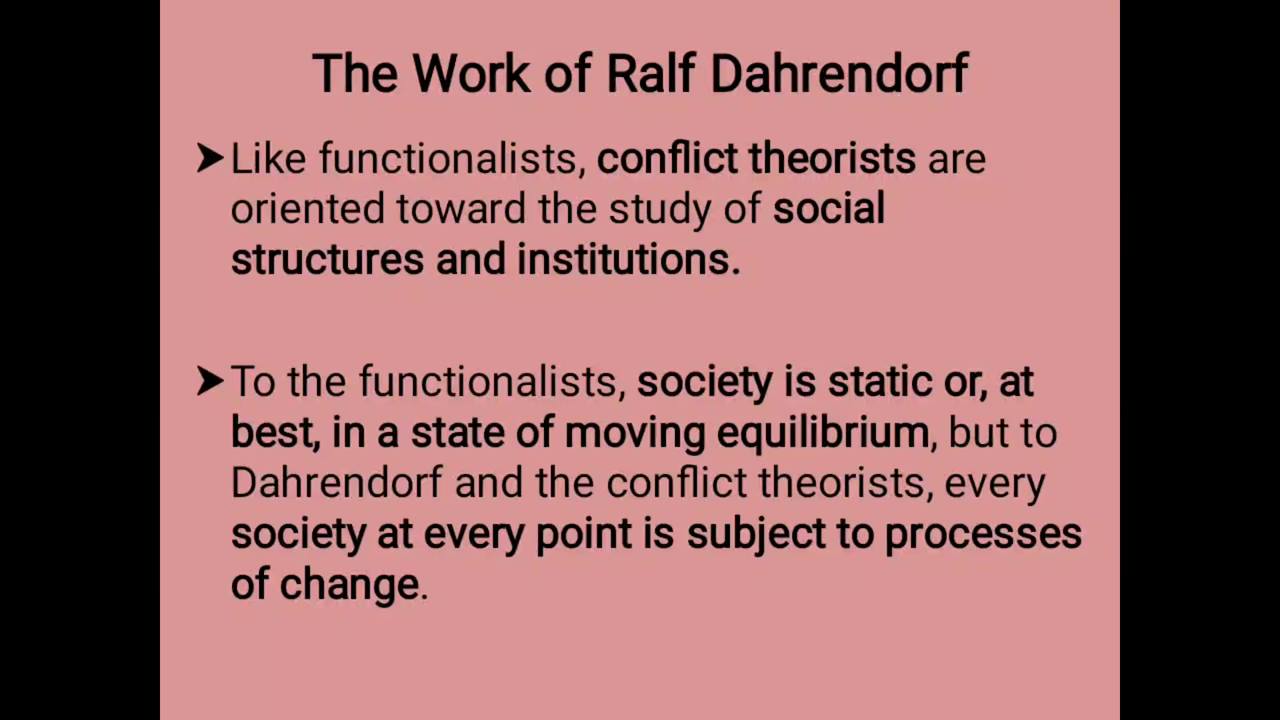 The Work of Ralf Dahrendorf
➤Like functionalists, conflict theorists are
oriented toward the study of social
structures and institutions.
➤To the functionalists, society is static or, at
best, in a state of moving equilibrium, but to
Dahrendorf and the conflict theorists, every
society at every point is subject to processes
of change.